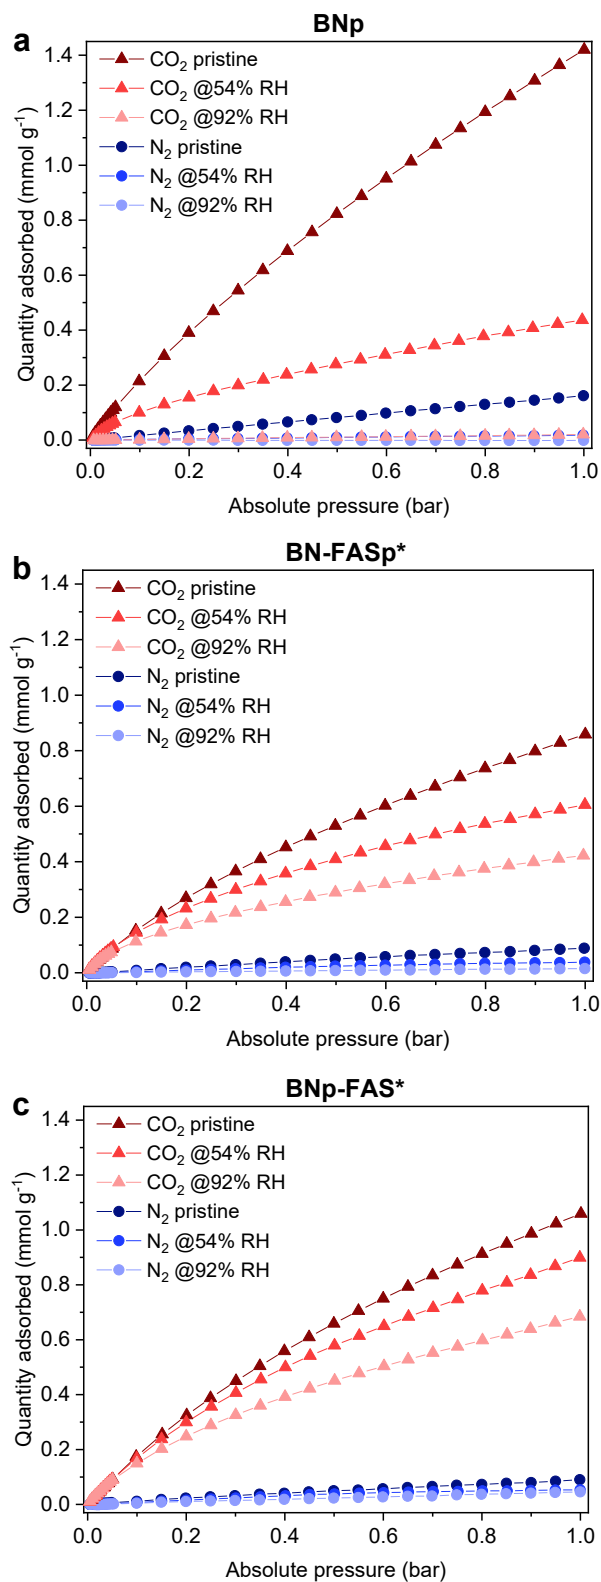 a
BNp
CO₂ pristine
CO₂ @54% RH
CO₂ @92% RH
N₂ pristine
N₂ @54% RH
N₂ @92% RH
Quantity adsorbed (mmol g⁻¹)
1.4
1.2
1.0
0.8
0.6
0.4
0.2
0.0
0.0 0.2 0.4 0.6 0.8 1.0
Absolute pressure (bar)
b
BN-FASp*
CO₂ pristine
CO₂ @54% RH
CO₂ @92% RH
N₂ pristine
N₂ @54% RH
N₂ @92% RH
Quantity adsorbed (mmol g⁻¹)
1.4
1.2
1.0
0.8
0.6
0.4
0.2
0.0
0.0 0.2 0.4 0.6 0.8 1.0
Absolute pressure (bar)
c
BNp-FAS*
CO₂ pristine
CO₂ @54% RH
CO₂ @92% RH
N₂ pristine
N₂ @54% RH
N₂ @92% RH
Quantity adsorbed (mmol g⁻¹)
1.4
1.2
1.0
0.8
0.6
0.4
0.2
0.0
0.0 0.2 0.4 0.6 0.8 1.0
Absolute pressure (bar)